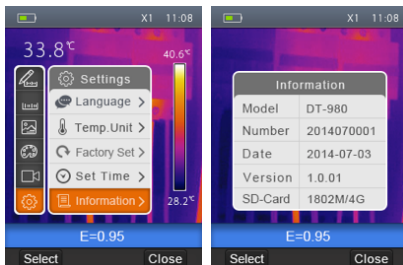 X1 11:08
33.8℃
40.6℃
Settings
Language >
Temp.Unit >
Factory Set >
Set Time >
Information >
28.2℃
E=0.95
Select Close
X1 11:08
Information
Model DT-980
Number 2014070001
Date 2014-07-03
Version 1.0.01
SD-Card 1802M/4G
E=0.95
Select Close